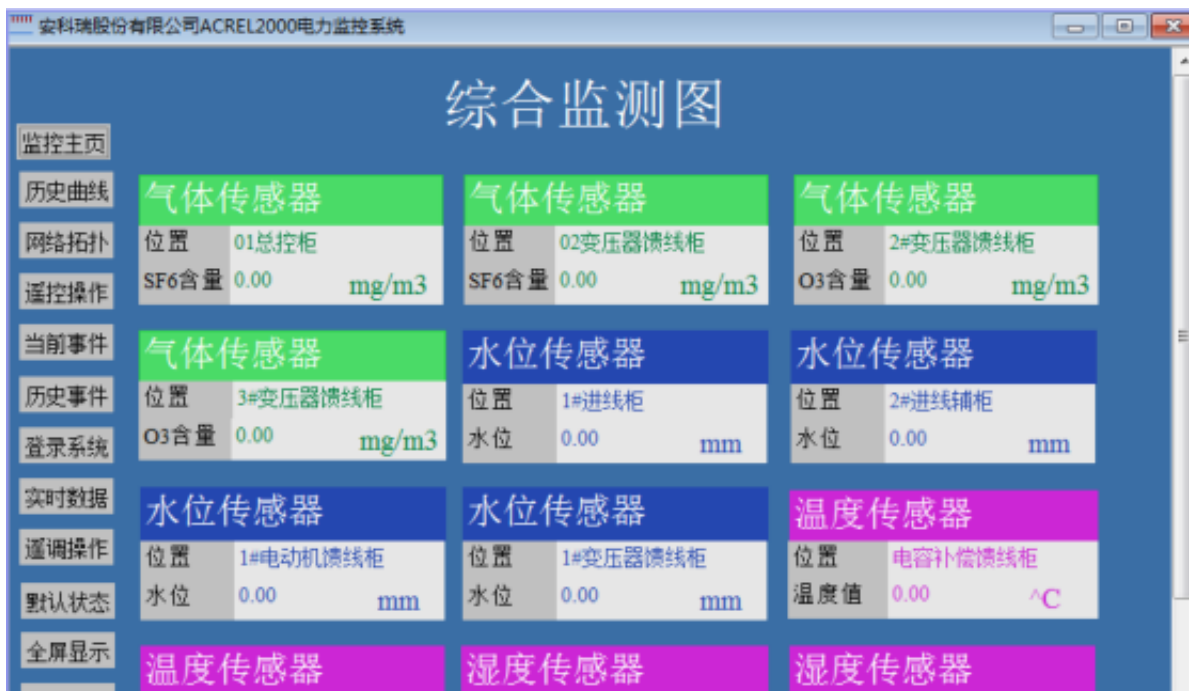 安科瑞股份有限公司ACREL2000电力监控系统
综合监测图
监控主页
历史曲线
网络拓扑
遥控操作
当前事件
历史事件
登录系统
实时数据
遥调操作
默认状态
全屏显示
气体传感器
位置 01总控柜
SF6含量 0.00 mg/m3
气体传感器
位置 02变压器馈线柜
SF6含量 0.00 mg/m3
气体传感器
位置 2#变压器馈线柜
O3含量 0.00 mg/m3
气体传感器
位置 3#变压器馈线柜
O3含量 0.00 mg/m3
水位传感器
位置 1#进线柜
水位 0.00 mm
水位传感器
位置 2#进线辅柜
水位 0.00 mm
水位传感器
位置 1#电动机馈线柜
水位 0.00 mm
水位传感器
位置 1#变压器馈线柜
水位 0.00 mm
温度传感器
位置 电容补偿馈线柜
温度值 0.00 ^C
温度传感器
湿度传感器
湿度传感器